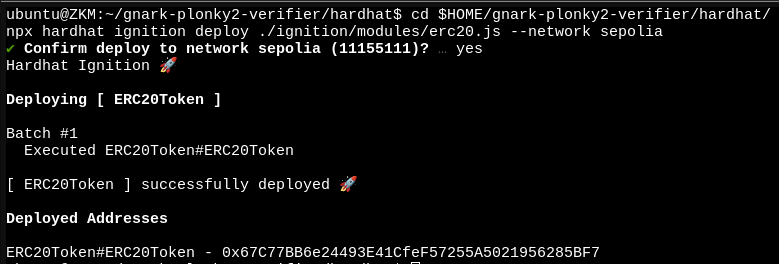 ubuntu@ZKM:~/gnark-plonky2-verifier/hardhat$ cd $HOME/gnark-plonky2-verifier/hardhat/
npx hardhat ignition deploy ./ignition/modules/erc20.js --network sepolia
✔ Confirm deploy to network sepolia (11155111)? … yes
Hardhat Ignition 🚀
Deploying [ ERC20Token ]
Batch #1
Executed ERC20Token#ERC20Token
[ ERC20Token ] successfully deployed 🚀
Deployed Addresses
ERC20Token#ERC20Token - 0x67C77BB6e24493E41CfeF57255A5021956285BF7